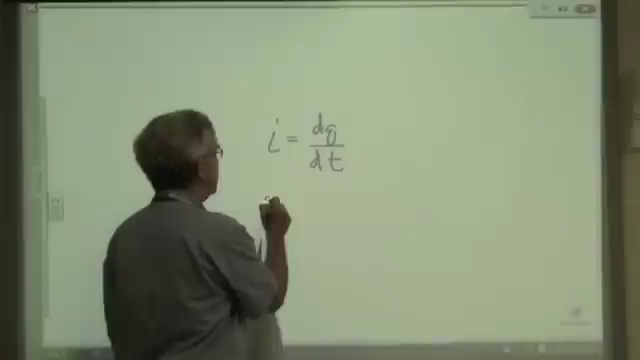 i = dq/dt